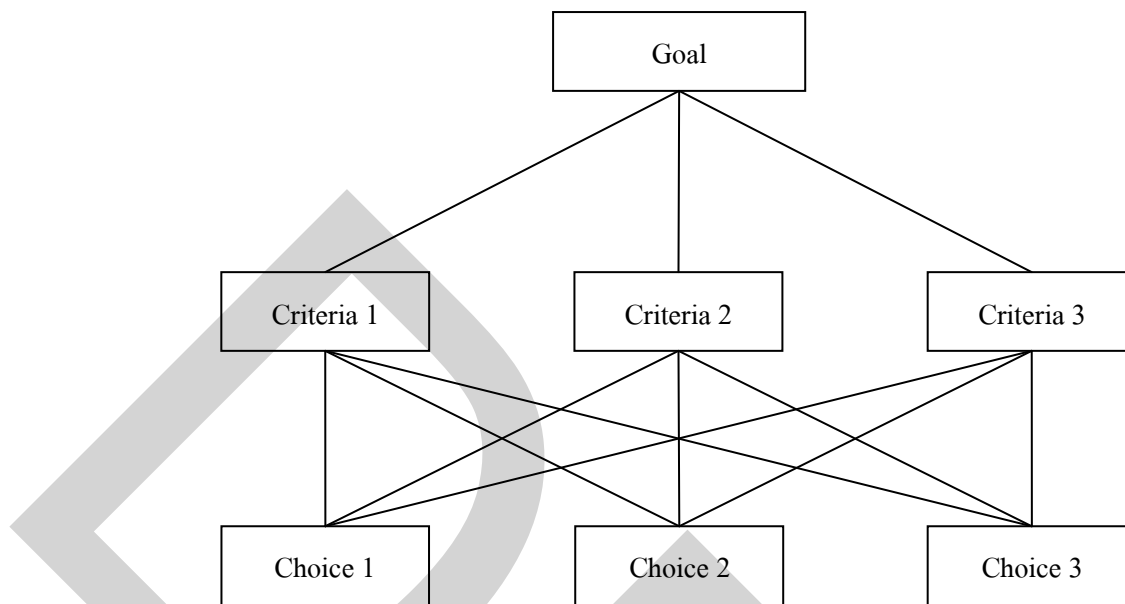 Goal
Criteria 1
Criteria 2
Criteria 3
Choice 1
Choice 2
Choice 3